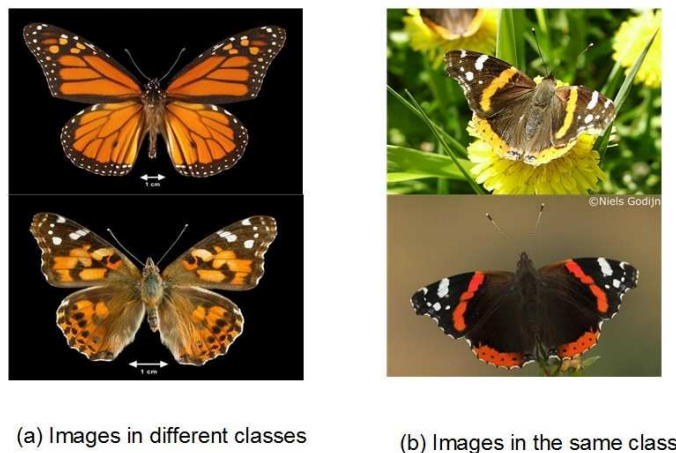 1 cm
©Niels Godijn
1 cm
(a) Images in different classes
(b) Images in the same class